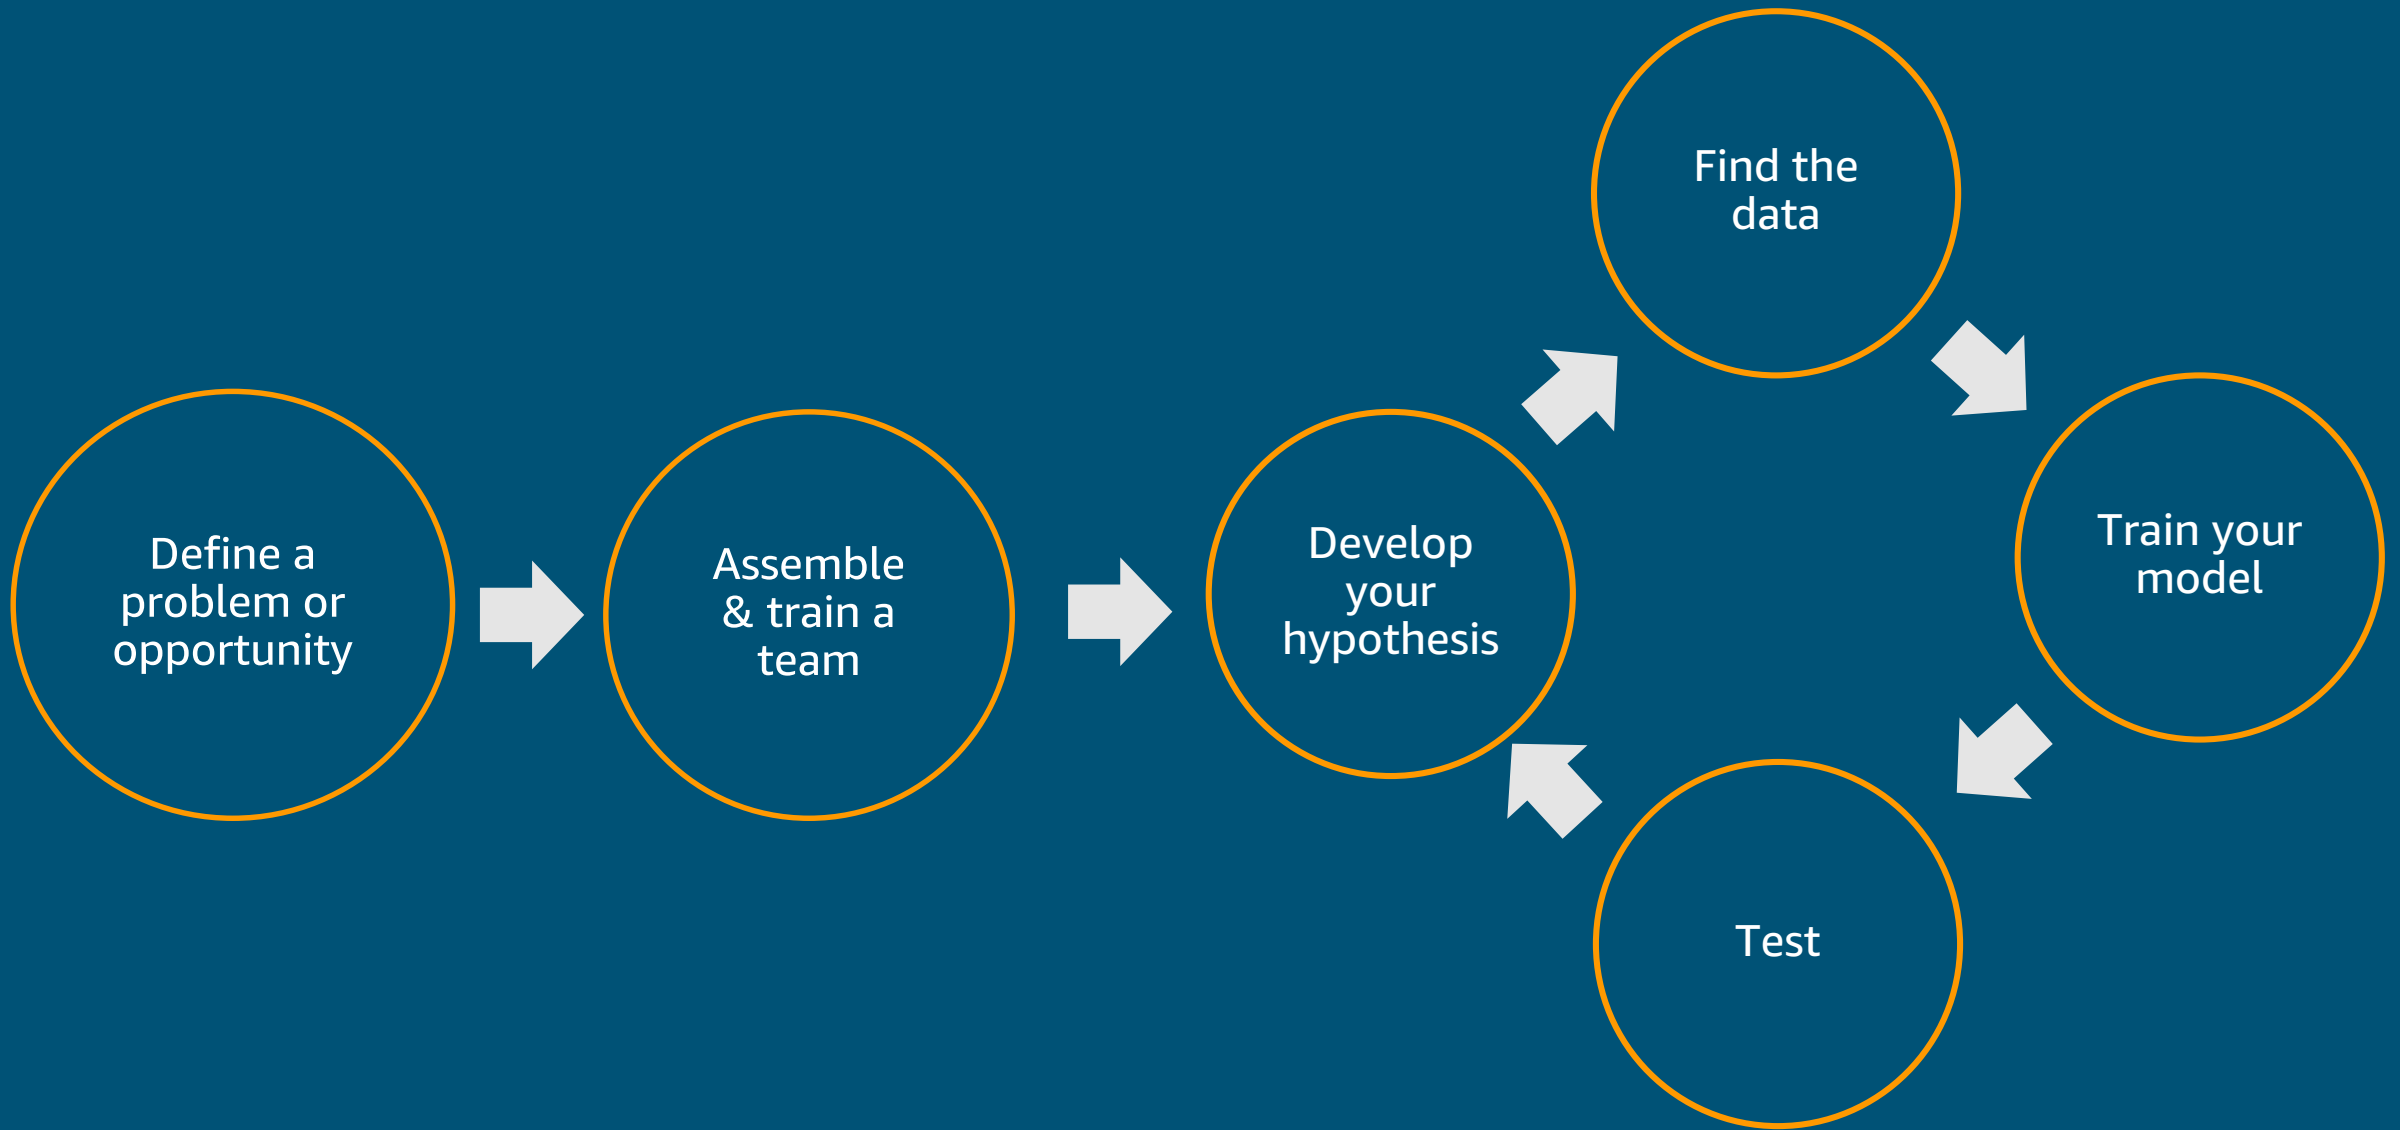 Define a
problem or
opportunity
Assemble
& train a
team
Develop
your
hypothesis
Find the
data
Train your
model
Test